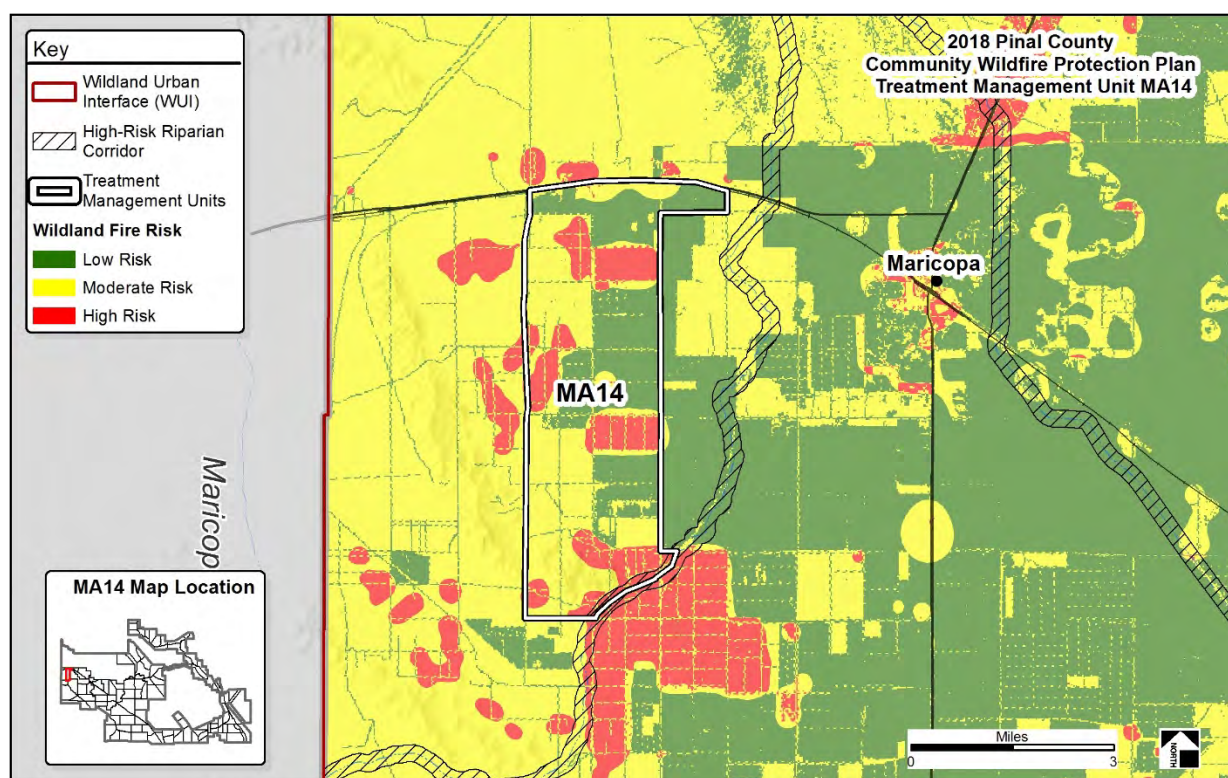 Key
Wildland Urban
Interface (WUI)
High-Risk Riparian
Corridor
Treatment
Management Units
Wildland Fire Risk
Low Risk
Moderate Risk
High Risk
2018 Pinal County
Community Wildfire Protection Plan
Treatment Management Unit MA14
Maricopa
MA14
Maricop
MA14 Map Location
Miles
0
3
NORTH